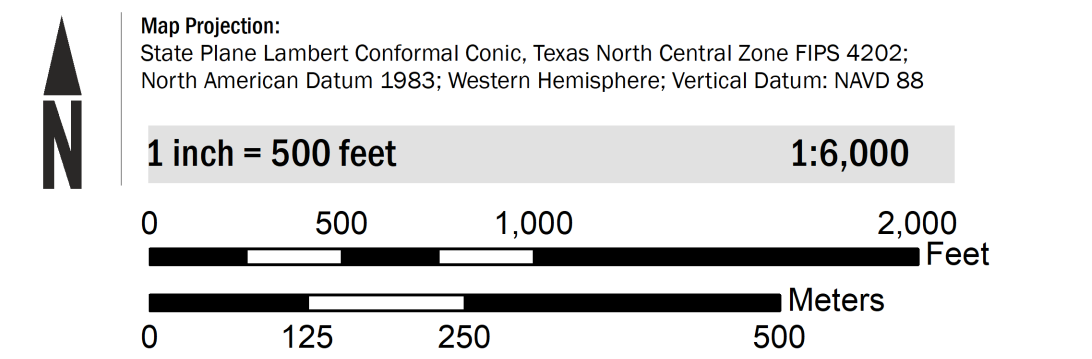 N
Map Projection:
State Plane Lambert Conformal Conic, Texas North Central Zone FIPS 4202;
North American Datum 1983; Western Hemisphere; Vertical Datum: NAVD 88
1 inch = 500 feet 1:6,000
0 500 1,000 2,000
Feet
Meters
0 125 250 500